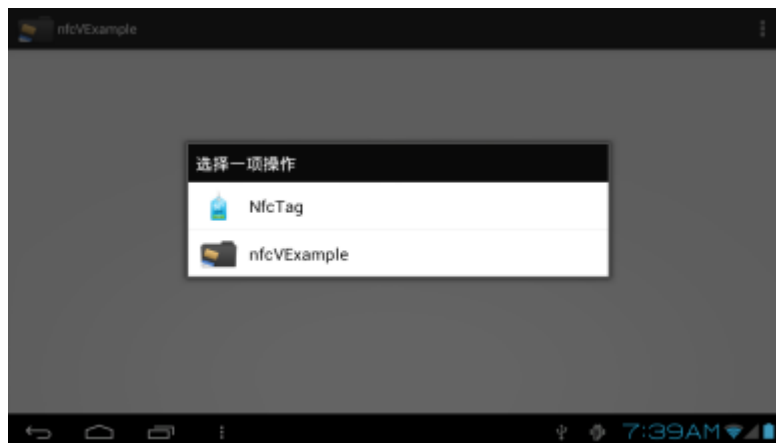 nfcVExample
选择一项操作
NfcTag
nfcVExample
7:39AM